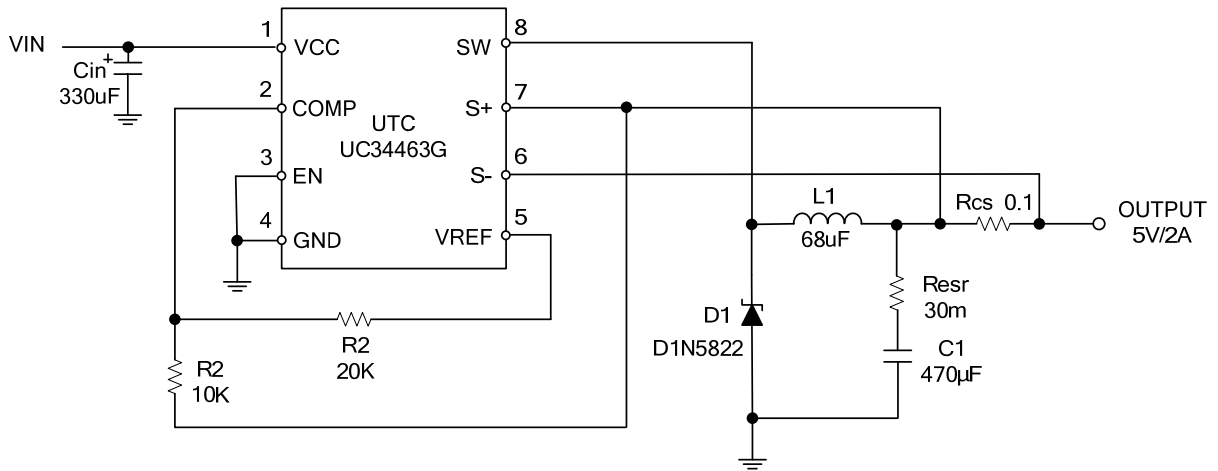 VIN
Cin
+
330uF
1
VCC
2
COMP
3
EN
4
GND
UTC
UC34463G
8
SW
7
S+
6
S-
5
VREF
R2
20K
R2
10K
L1
68uF
Rcs 0.1
OUTPUT
5V/2A
Resr
30m
D1
D1N5822
C1
470µF